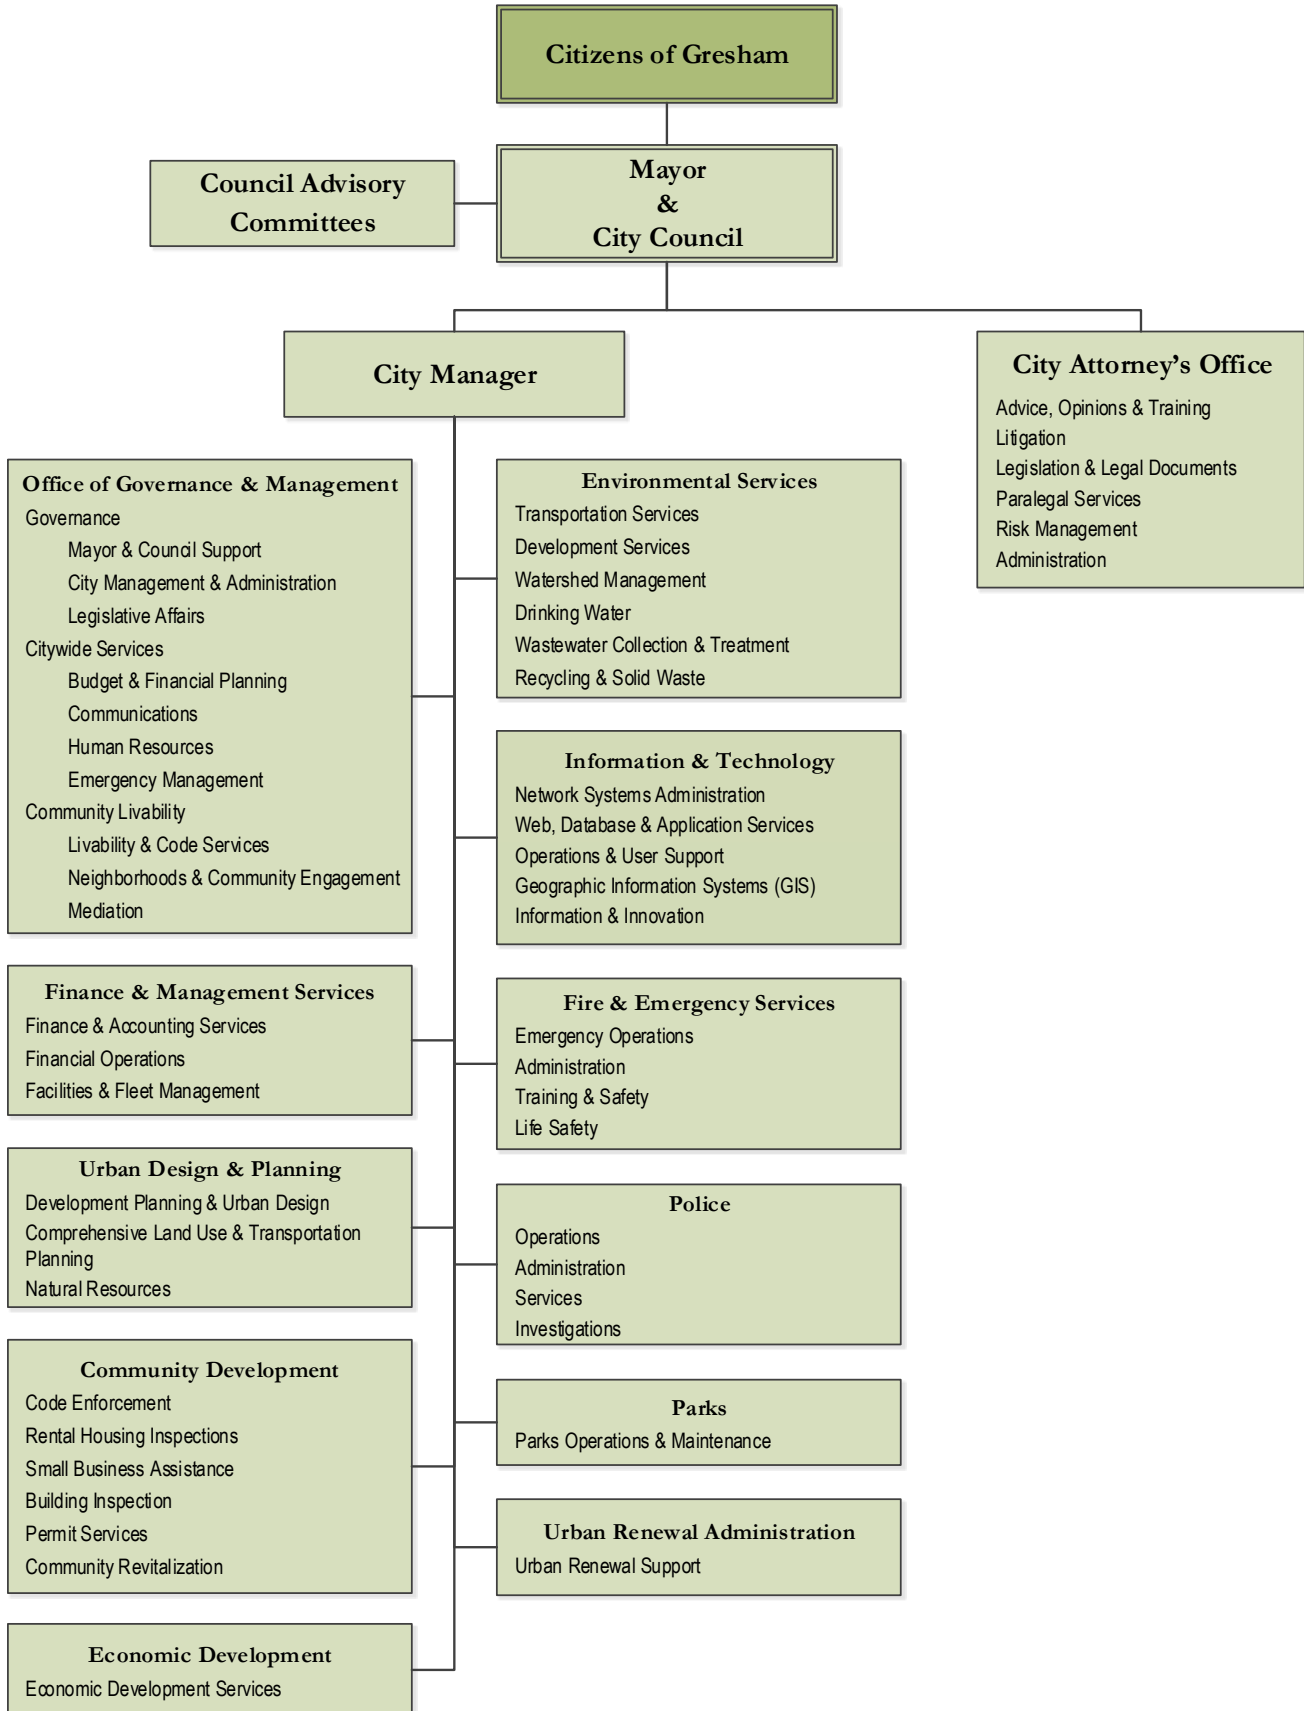 Citizens of Gresham
Council Advisory
Committees
Mayor
&
City Council
City Manager
City Attorney’s Office
Advice, Opinions & Training
Litigation
Legislation & Legal Documents
Paralegal Services
Risk Management
Administration
Office of Governance & Management
Governance
Mayor & Council Support
City Management & Administration
Legislative Affairs
Citywide Services
Budget & Financial Planning
Communications
Human Resources
Emergency Management
Community Livability
Livability & Code Services
Neighborhoods & Community Engagement
Mediation
Finance & Management Services
Finance & Accounting Services
Financial Operations
Facilities & Fleet Management
Urban Design & Planning
Development Planning & Urban Design
Comprehensive Land Use & Transportation
Planning
Natural Resources
Community Development
Code Enforcement
Rental Housing Inspections
Small Business Assistance
Building Inspection
Permit Services
Community Revitalization
Economic Development
Economic Development Services
Environmental Services
Transportation Services
Development Services
Watershed Management
Drinking Water
Wastewater Collection & Treatment
Recycling & Solid Waste
Information & Technology
Network Systems Administration
Web, Database & Application Services
Operations & User Support
Geographic Information Systems (GIS)
Information & Innovation
Fire & Emergency Services
Emergency Operations
Administration
Training & Safety
Life Safety
Police
Operations
Administration
Services
Investigations
Parks
Parks Operations & Maintenance
Urban Renewal Administration
Urban Renewal Support